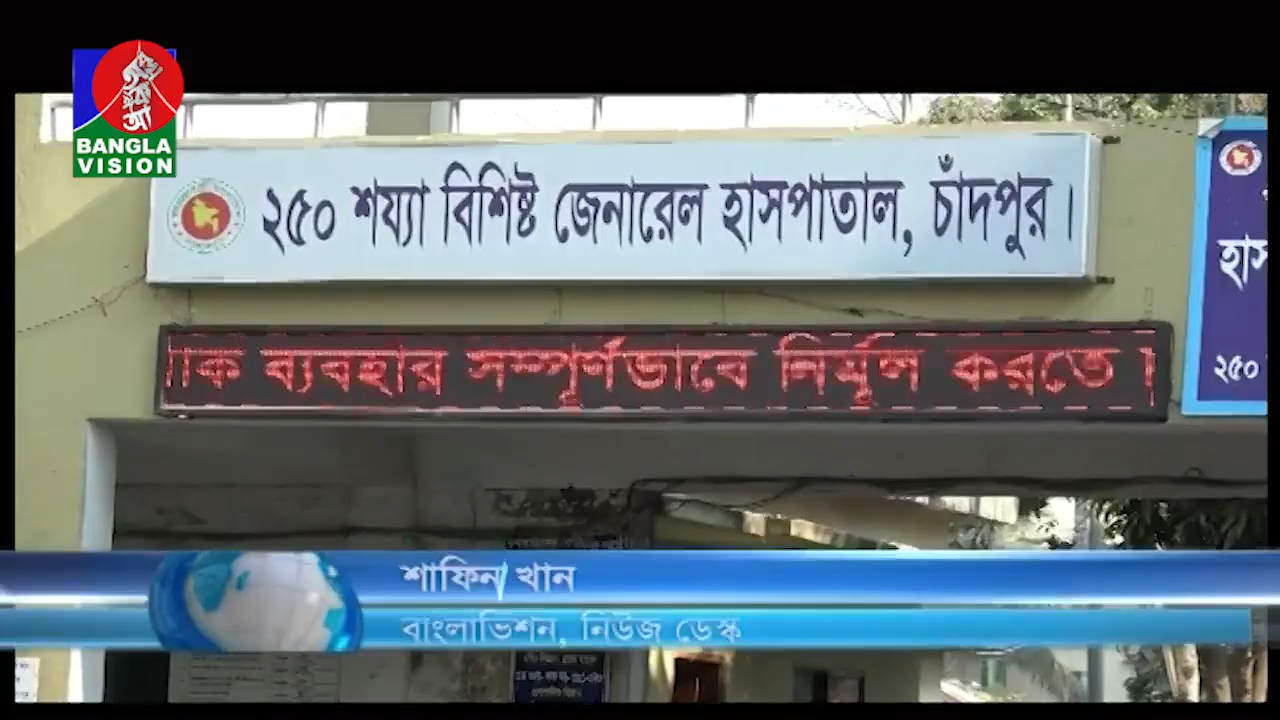 BANGLA
VISION
২৫০ শয্যা বিশিষ্ট জেনারেল হাসপাতাল, চাঁদপুর।
াক ব্যবহার সম্পূর্ণভাবে নির্মূল করতে
হাস
২৫০
শাফিন খান
বাংলাভিশন, নিউজ ডেস্ক